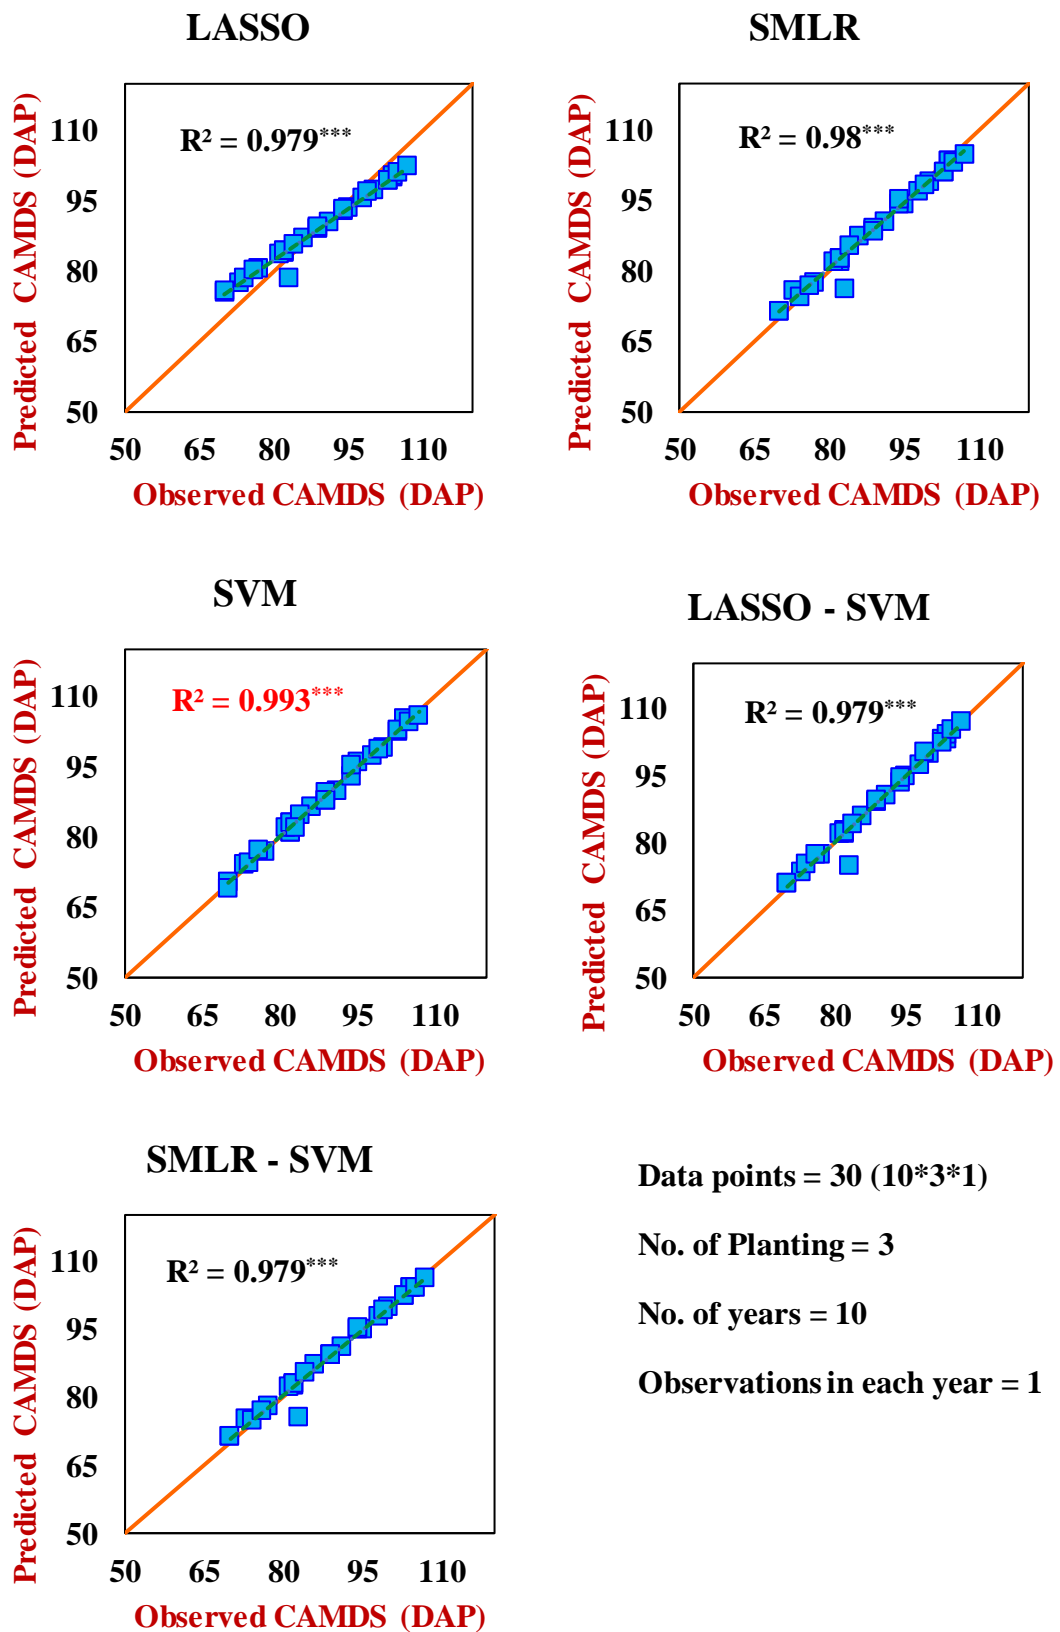 LASSO
SMLR
Predicted CAMDS (DAP)
R² = 0.979***
110
95
80
65
50
50 65 80 95 110
Observed CAMDS (DAP)
Predicted CAMDS (DAP)
R² = 0.98***
110
95
80
65
50
50 65 80 95 110
Observed CAMDS (DAP)
SVM
LASSO - SVM
Predicted CAMDS (DAP)
R² = 0.993***
110
95
80
65
50
50 65 80 95 110
Observed CAMDS (DAP)
Predicted CAMDS (DAP)
R² = 0.979***
110
95
80
65
50
50 65 80 95 110
Observed CAMDS (DAP)
SMLR - SVM
Predicted CAMDS (DAP)
R² = 0.979***
110
95
80
65
50
50 65 80 95 110
Observed CAMDS (DAP)
Data points = 30 (10*3*1)
No. of Planting = 3
No. of years = 10
Observations in each year = 1